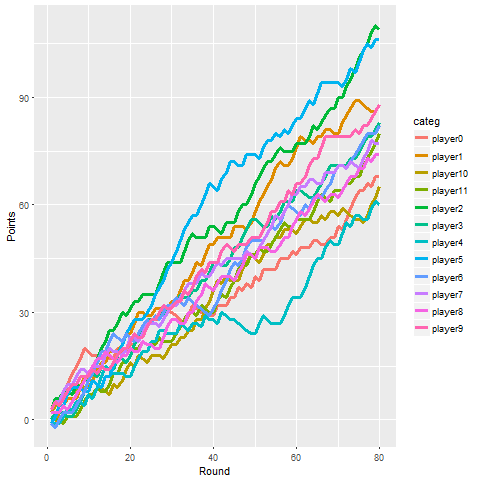 Points
90
60
30
0
0
20
40
60
80
Round
categ
player0
player1
player10
player11
player2
player3
player4
player5
player6
player7
player8
player9